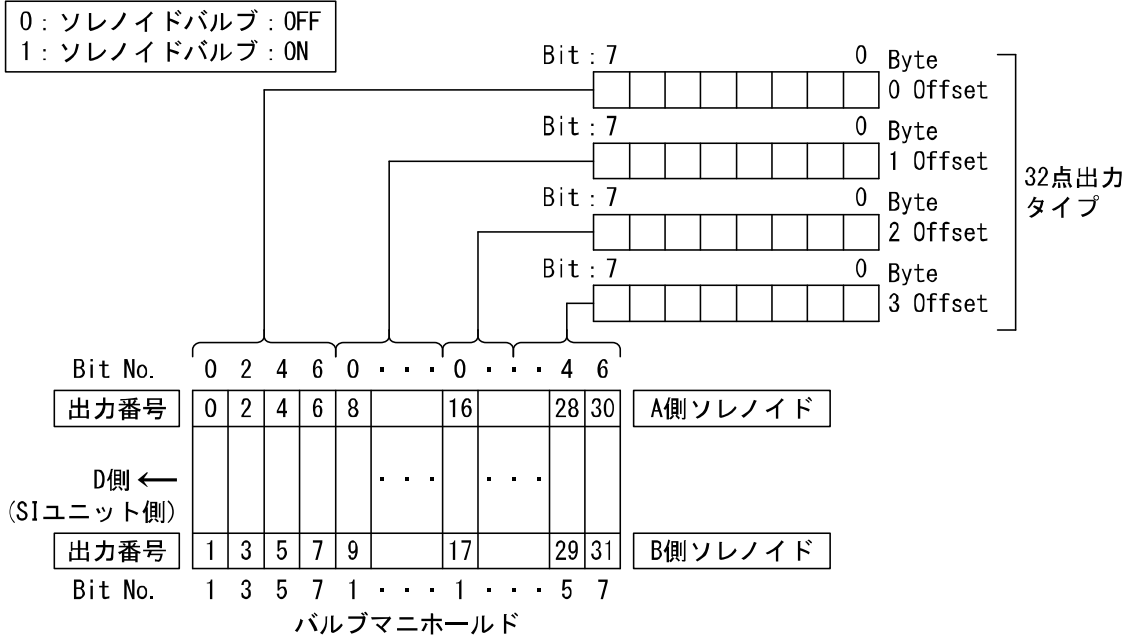 0：ソレノイドバルブ：OFF
1：ソレノイドバルブ：ON
Bit：7 0 Byte
0 Offset
Bit：7 0 Byte
1 Offset
Bit：7 0 Byte
2 Offset
Bit：7 0 Byte
3 Offset
32点出力
タイプ
Bit No. 0 2 4 6 0 ・・・ 0 ・・・ 4 6
出力番号 0 2 4 6 8 16 28 30 A側ソレノイド
D側 ← ・・・ ・・・
(SIユニット側)
出力番号 1 3 5 7 9 17 29 31 B側ソレノイド
Bit No. 1 3 5 7 1 ・・・ 1 ・・・ 5 7
バルブマニホールド